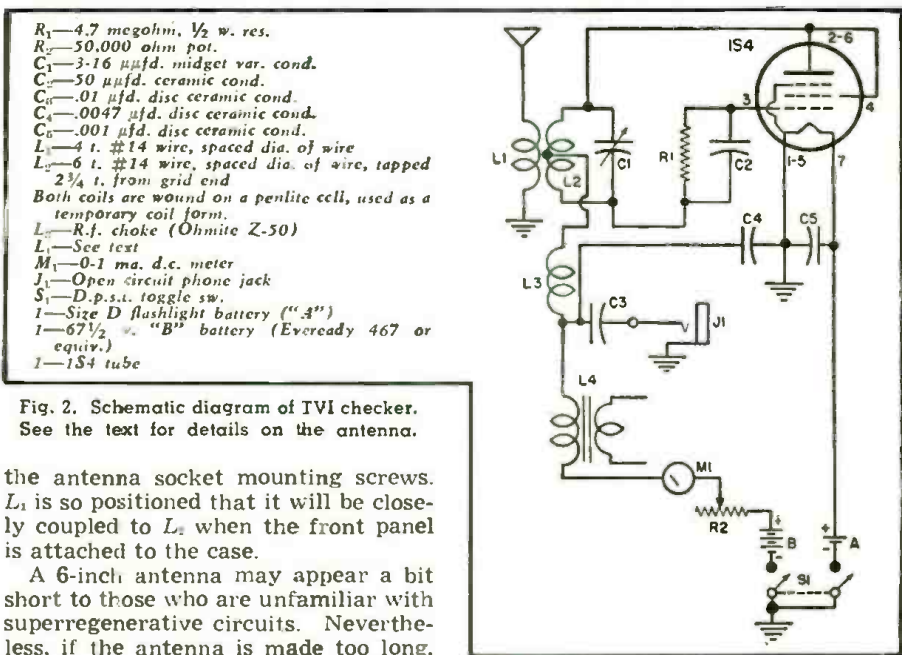 R₁—4.7 megohm, ½ w. res.
R₂—50,000 ohm pot.
C₁—3-16 μμfd. midget var. cond.
C₂—50 μμfd. ceramic cond.
C₃—.01 μfd. disc ceramic cond.
C₄—.0047 μfd. disc ceramic cond.
C₅—.001 μfd. disc ceramic cond.
L₁—4 t. #14 wire, spaced dia. of wire
L₂—6 t. #14 wire, spaced dia. of wire, tapped
2¾ t. from grid end
Both coils are wound on a penlite cell, used as a
temporary coil form.
L₃—R.f. choke (Ohmite Z-50)
L₄—See text
M₁—0-1 ma. d.c. meter
J₁—Open circuit phone jack
S₁—D.p.s.t. toggle sw.
1—Size D flashlight battery ("A")
1—67½ v. "B" battery (Eveready 467 or
equiv.)
1—1S4 tube
Fig. 2. Schematic diagram of TVI checker.
See the text for details on the antenna.
the antenna socket mounting screws.
L₁ is so positioned that it will be close-
ly coupled to L₂ when the front panel
is attached to the case.
A 6-inch antenna may appear a bit
short to those who are unfamiliar with
superregenerative circuits. Neverthe-
less, if the antenna is made too long,
1S4
2-6
3
4
1-5
7
L1
L2
C1
R1
C2
C4
C5
L3
C3
J1
L4
M1
R2
+
B
-
+
A
-
S1